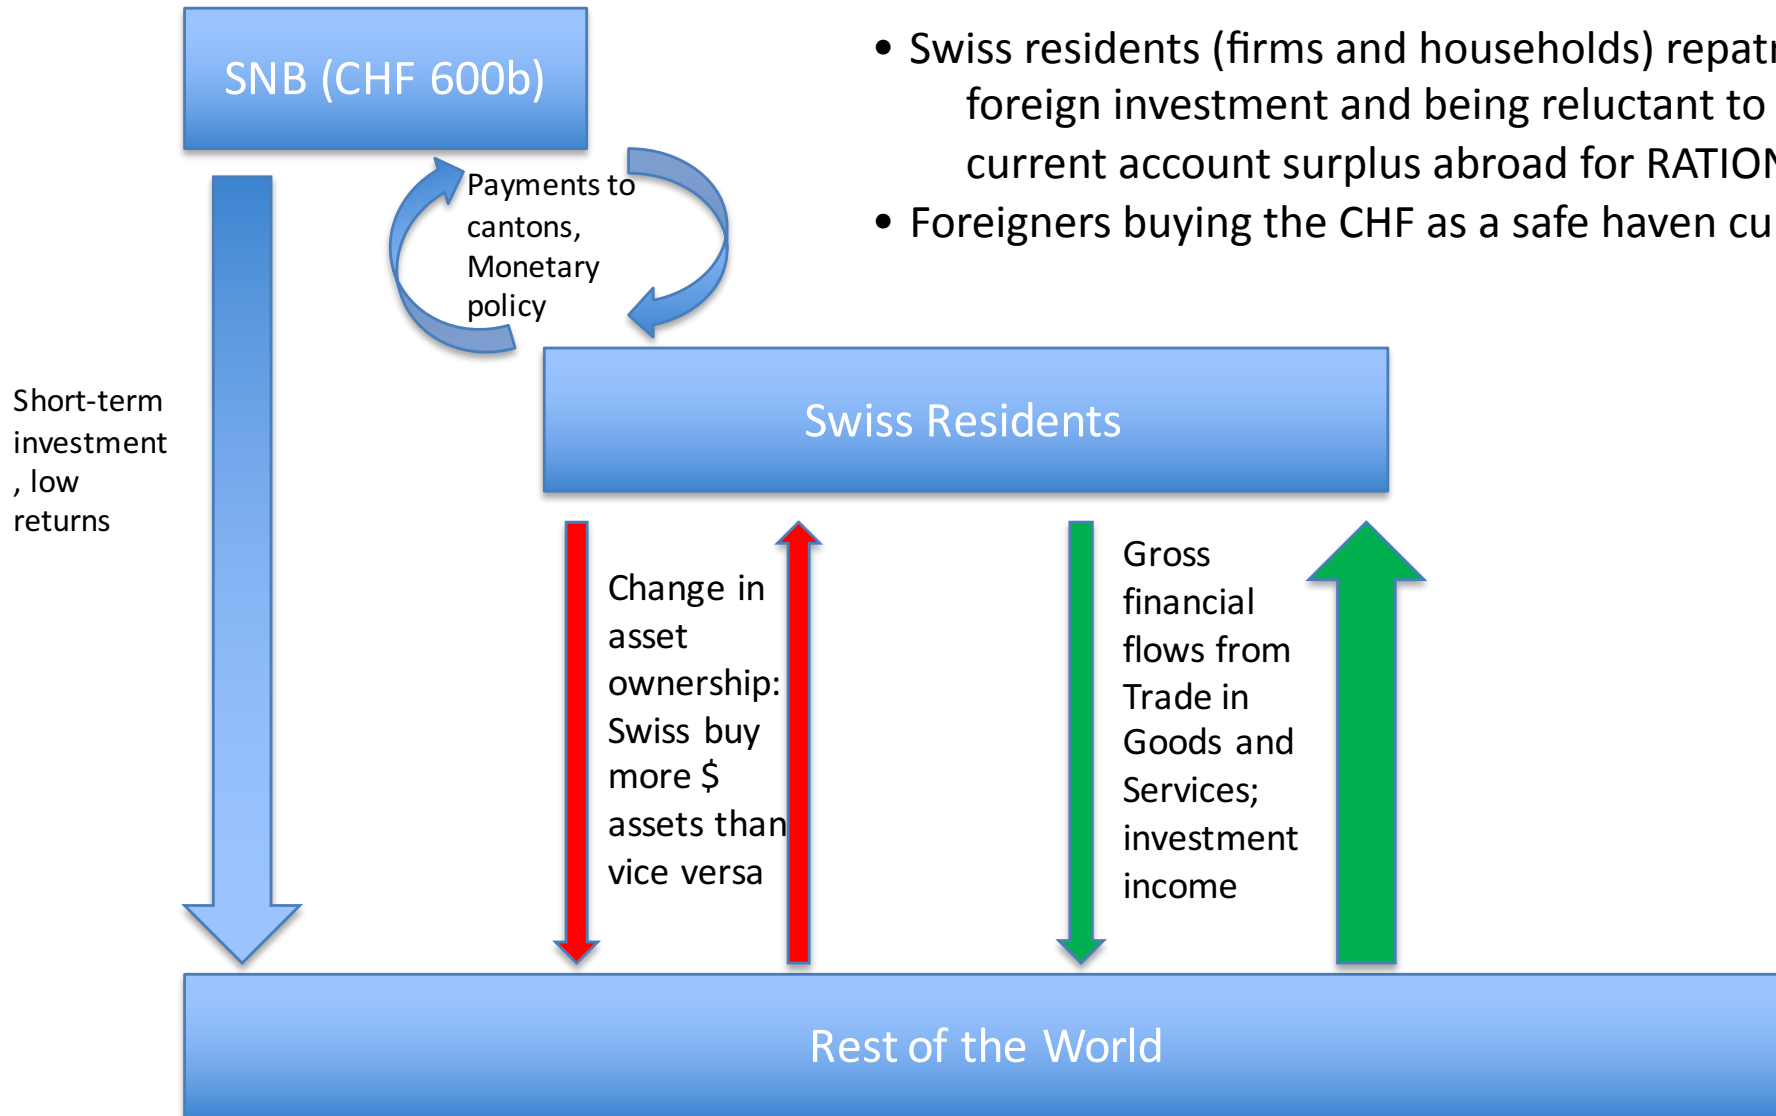 SNB (CHF 600b)
• Swiss residents (firms and households)
foreign investment and being reluctant to
current account surplus abroad for
• Foreigners buying the CHF as a safe haven
Payments to
cantons,
Monetary
policy
Short-term
investment
, low
returns
Swiss Residents
Change in
asset
ownership:
Swiss buy
more $
assets than
vice versa
Gross
financial
flows from
Trade in
Goods and
Services;
investment
income
Rest of the World